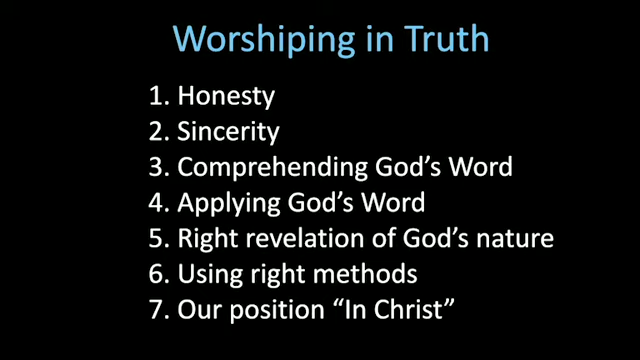 Worshiping in Truth
1. Honesty
2. Sincerity
3. Comprehending God’s Word
4. Applying God’s Word
5. Right revelation of God’s nature
6. Using right methods
7. Our position “In Christ”